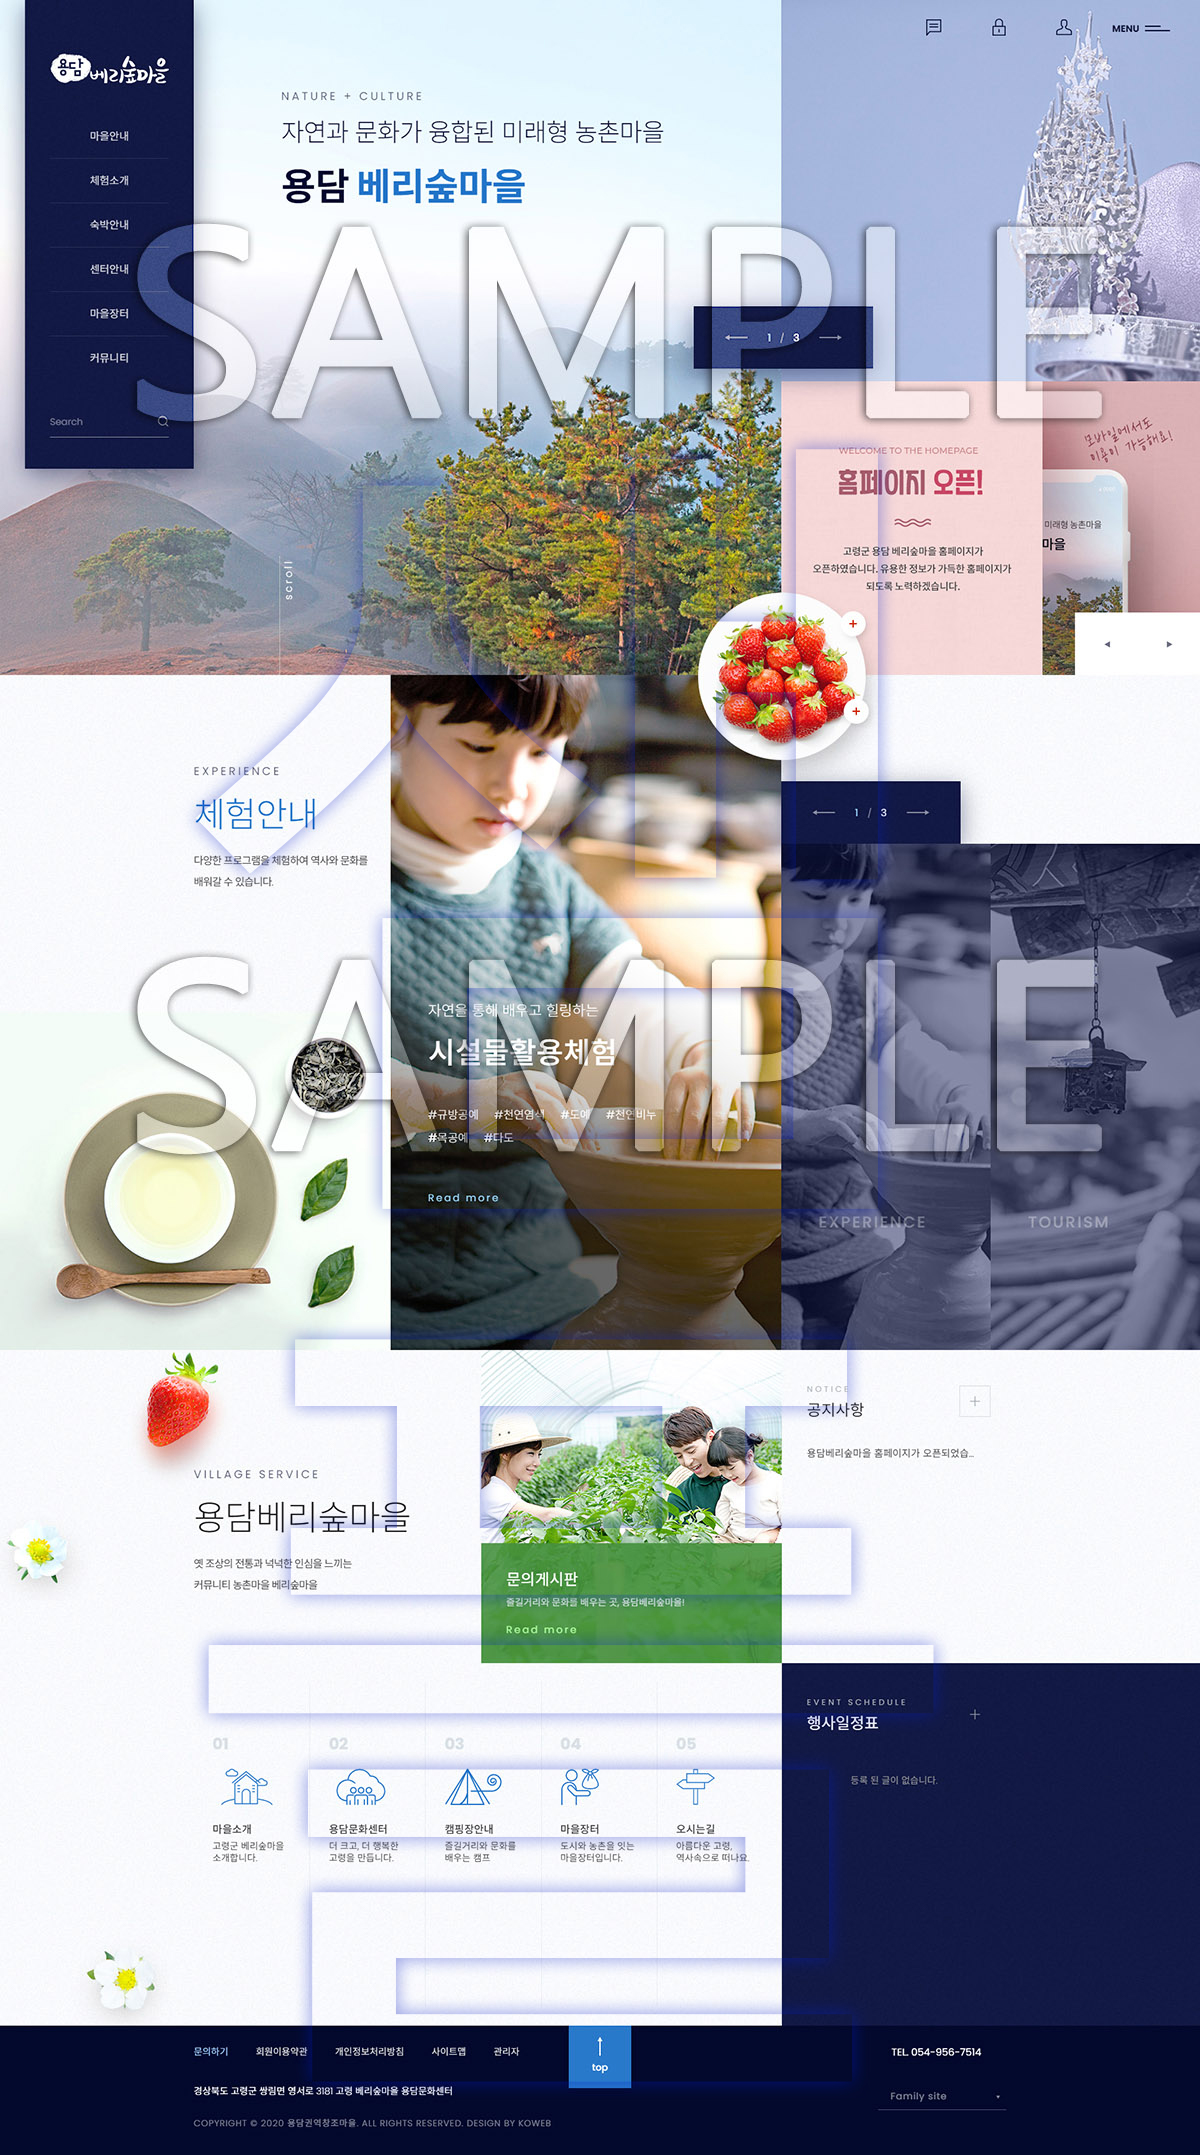 용담 베리숲마을
마을안내
체험소개
숙박안내
센터안내
마을장터
커뮤니티
Search
MENU
NATURE + CULTURE
자연과 문화가 융합된 미래형 농촌마을
용담 베리숲마을
SAMPLE
1 / 3
WELCOME TO THE HOMEPAGE
홈페이지 오픈!
고령군 용담 베리숲마을 홈페이지가
오픈하였습니다. 유용한 정보가 가득한 홈페이지가
되도록 노력하겠습니다.
모바일에서도
이용이 가능해요!
미래형 농촌마을
마을
scroll
샘플
EXPERIENCE
체험안내
다양한 프로그램을 체험하여 역사와 문화를
배워갈 수 있습니다.
1 / 3
SAMPLE
자연을 통해 배우고 힐링하는
시설물활용체험
#규방공예 #천연염색 #도예 #천연비누
#목공예 #다도
Read more
EXPERIENCE
TOURISM
VILLAGE SERVICE
용담베리숲마을
옛 조상의 전통과 넉넉한 인심을 느끼는
커뮤니티 농촌마을 베리숲마을
문의게시판
즐길거리와 문화를 배우는 곳, 용담베리숲마을!
Read more
NOTICE
공지사항
용담베리숲마을 홈페이지가 오픈되었습...
EVENT SCHEDULE
행사일정표
등록 된 글이 없습니다.
01
마을소개
고령군 베리숲마을
소개합니다.
02
용담문화센터
더 크고, 더 행복한
고령을 만듭니다.
03
캠핑장안내
즐길거리와 문화를
배우는 캠프
04
마을장터
도시와 농촌을 잇는
마을장터입니다.
05
오시는길
아름다운 고령,
역사속으로 떠나요.
문의하기 회원이용약관 개인정보처리방침 사이트맵 관리자
top
TEL. 054-956-7514
경상북도 고령군 쌍림면 영서로 3181 고령 베리숲마을 용담문화센터
Family site
COPYRIGHT © 2020 용담권역창조마을. ALL RIGHTS RESERVED. DESIGN BY KOWEB